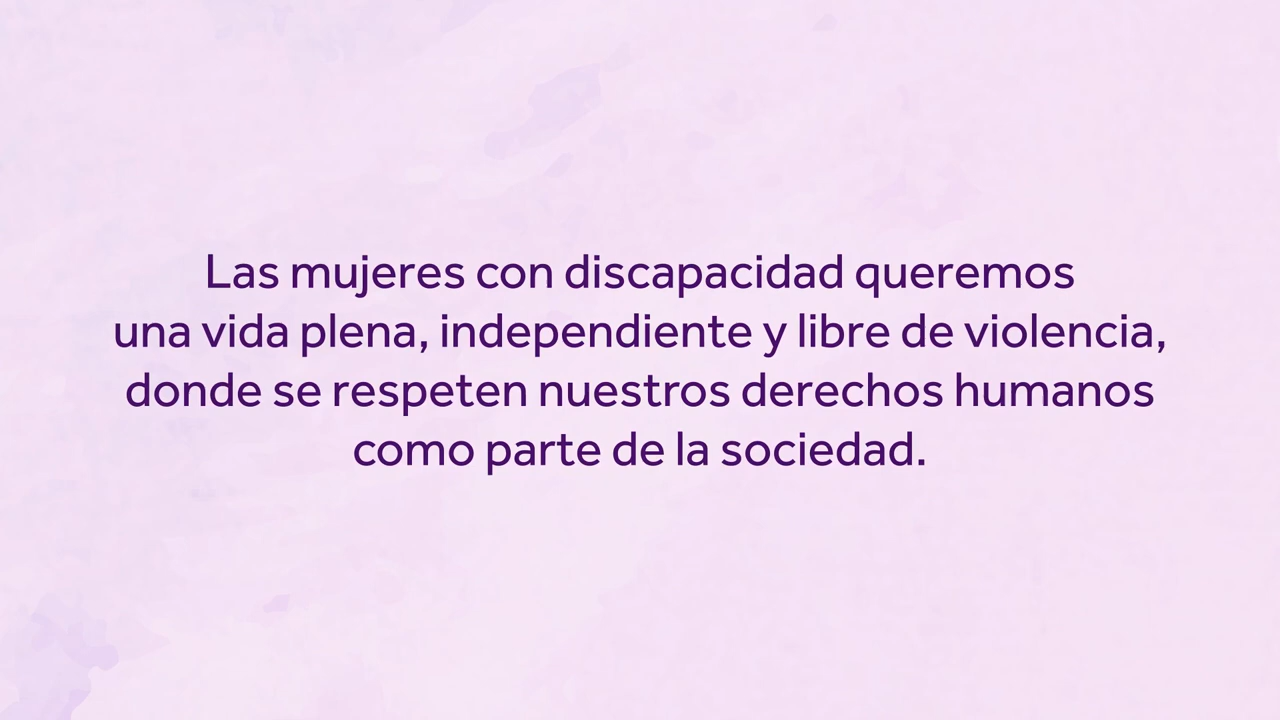 Las mujeres con discapacidad queremos
una vida plena, independiente y libre de violencia,
donde se respeten nuestros derechos humanos
como parte de la sociedad.